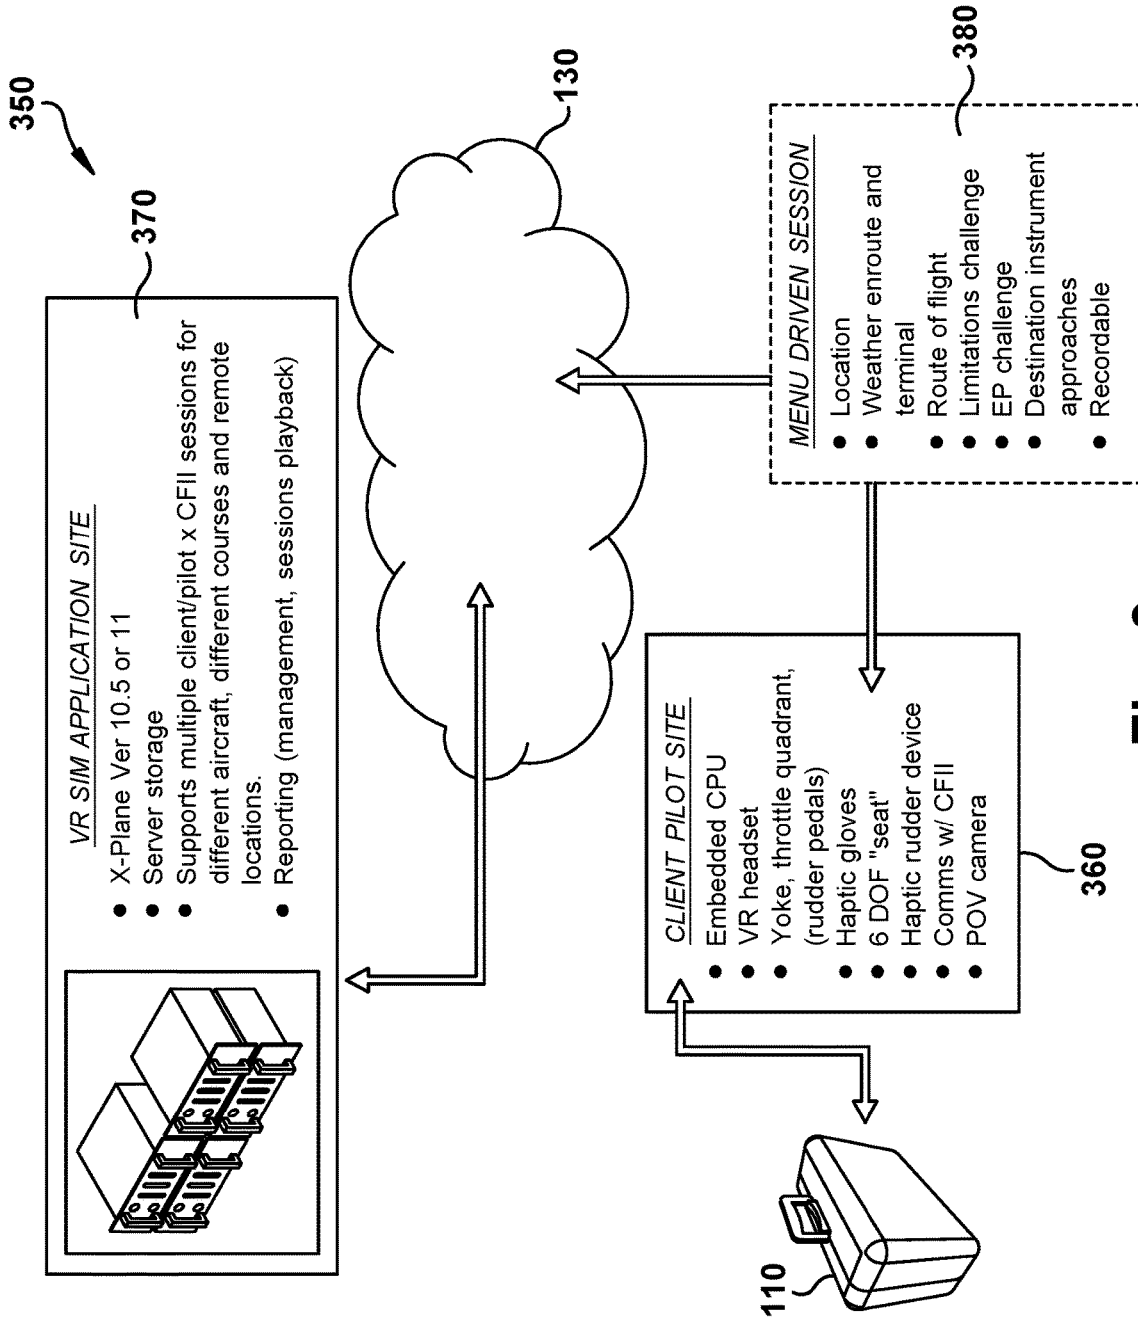 350
370
VR SIM APPLICATION SITE
● X-Plane Ver 10.5 or 11
● Server storage
● Supports multiple client/pilot x CFII sessions for
different aircraft, different courses and remote
locations.
● Reporting (management, sessions playback)
130
CLIENT PILOT SITE
● Embedded CPU
● VR headset
● Yoke, throttle quadrant,
(rudder pedals)
● Haptic gloves
● 6 DOF "seat"
● Haptic rudder device
● Comms w/ CFII
● POV camera
360
110
380
MENU DRIVEN SESSION
● Location
● Weather enroute and
terminal
● Route of flight
● Limitations challenge
● EP challenge
● Destination instrument
approaches
● Recordable